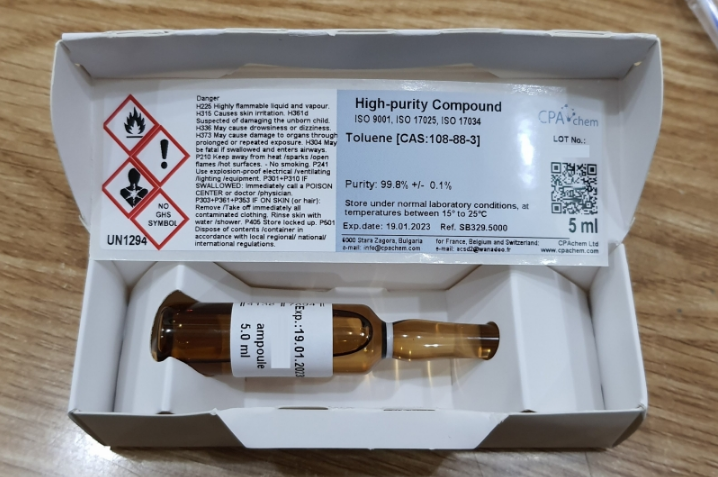 Danger
H225 Highly flammable liquid and vapour.
H315 Causes skin irritation. H361d
Suspected of damaging the unborn child.
H336 May cause drowsiness or dizziness.
H373 May cause damage to organs through
prolonged or repeated exposure. H304 May
be fatal if swallowed and enters airways.
P210 Keep away from heat /sparks /open
flames /hot surfaces. - No smoking. P241
Use explosion-proof electrical /ventilating
/lighting /equipment. P301+P310 IF
SWALLOWED: Immediately call a POISON
CENTER or doctor /physician.
P303+P361+P353 IF ON SKIN (or hair):
Remove /Take off immediately all
contaminated clothing. Rinse skin with
water /shower. P405 Store locked up. P501
Dispose of contents /container in
accordance with local regional/ national/
international regulations.
NO
GHS
SYMBOL
UN1294
High-purity Compound
ISO 9001, ISO 17025, ISO 17034
CPAchem
LOT No.:
Toluene [CAS:108-88-3]
Purity: 99.8% +/- 0.1%
Store under normal laboratory conditions, at
temperatures between 15° to 25°C
Exp.date: 19.01.2023 Ref. SB329.5000
5 ml
6000 Stara Zagora, Bulgaria
e-mail: info@cpachem.com
for France, Belgium and Switzerland:
CPAchem Ltd
www.cpachem.com
Exp.:19.01.2023
ampoule
5.0 ml